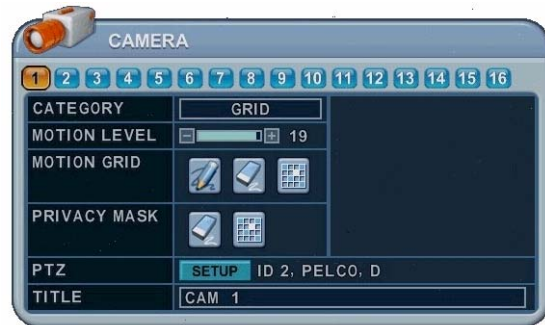 CAMERA
1 2 3 4 5 6 7 8 9 10 11 12 13 14 15 16
CATEGORY GRID
MOTION LEVEL 19
MOTION GRID
PRIVACY MASK
PTZ SETUP ID 2, PELCO, D
TITLE CAM 1